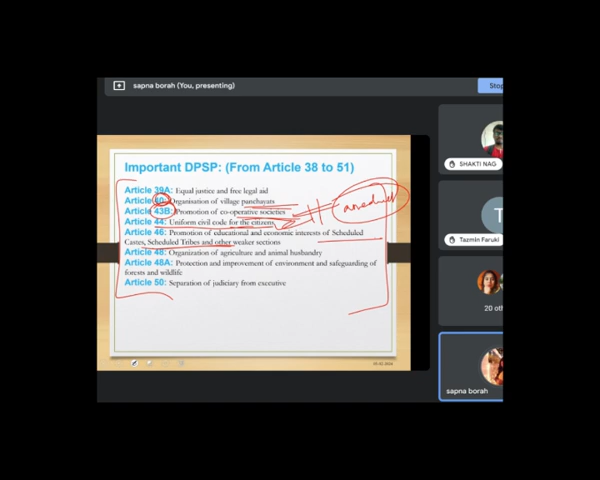 sapna borah (You, presenting)
Stop
Important DPSP: (From Article 38 to 51)
Article 39A: Equal justice and free legal aid
Article 40: Organisation of village panchayats
Article 43B: Promotion of co-operative societies
Article 44: Uniform civil code for the citizens
Article 46: Promotion of educational and economic interests of Scheduled
Castes, Scheduled Tribes and other weaker sections
Article 48: Organization of agriculture and animal husbandry
Article 48A: Protection and improvement of environment and safeguarding of
forests and wildlife
Article 50: Separation of judiciary from executive
SHAKTI NAG
T
Tazmin Faruki
20 oth
sapna borah